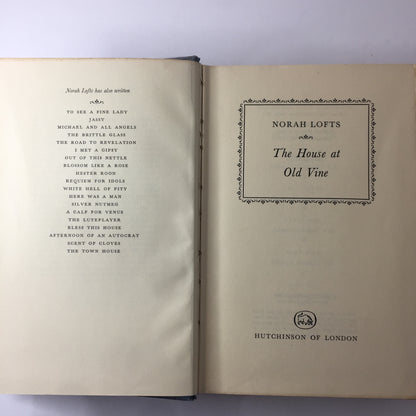 Norah Lofts has also written
TO SEE A FINE LADY
JASSY
MICHAEL AND ALL ANGELS
THE BRITTLE GLASS
THE ROAD TO REVELATION
I MET A GIPSY
OUT OF THIS NETTLE
BLOSSOM LIKE A ROSE
HESTER ROON
REQUIEM FOR IDOLS
WHITE HELL OF PITY
HERE WAS A MAN
SILVER NUTMEG
A CALF FOR VENUS
THE LUTEPLAYER
BLESS THIS HOUSE
AFTERNOON OF AN AUTOCRAT
SCENT OF CLOVES
THE TOWN HOUSE
NORAH LOFTS
The House at
Old Vine
HUTCHINSON OF LONDON